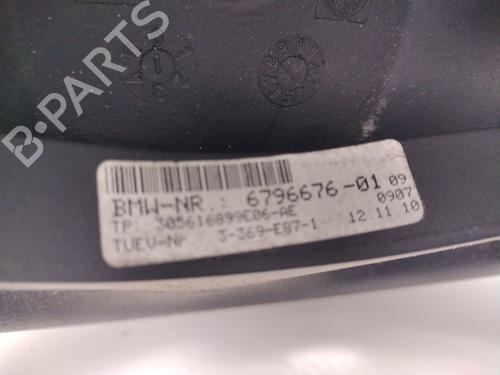 B-PARTS
BMW-NR.: 6796676-01 09
TP: 305616899E06-AE 0907
TUEV-Nr 3-369-E87-1 12.11.10